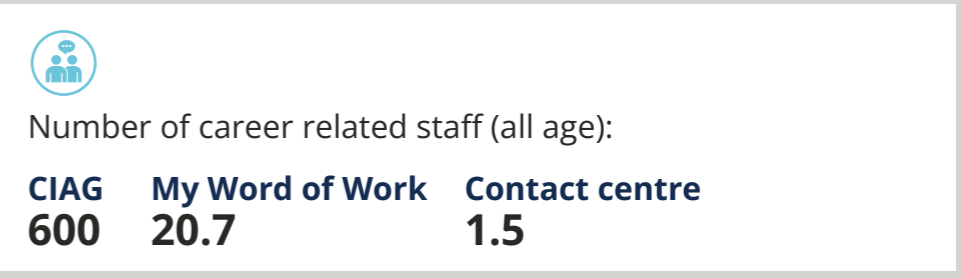 Number of career related staff (all age):
CIAG My Word of Work Contact centre
600 20.7 1.5